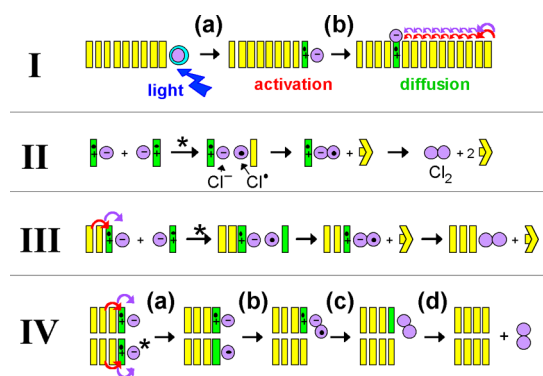 I
(a)
(b)
light
activation
diffusion
II
+
*
+
+ 2
Cl⁻
Cl•
Cl₂
III
+
*
+
+
IV
(a)
(b)
(c)
(d)
*
+